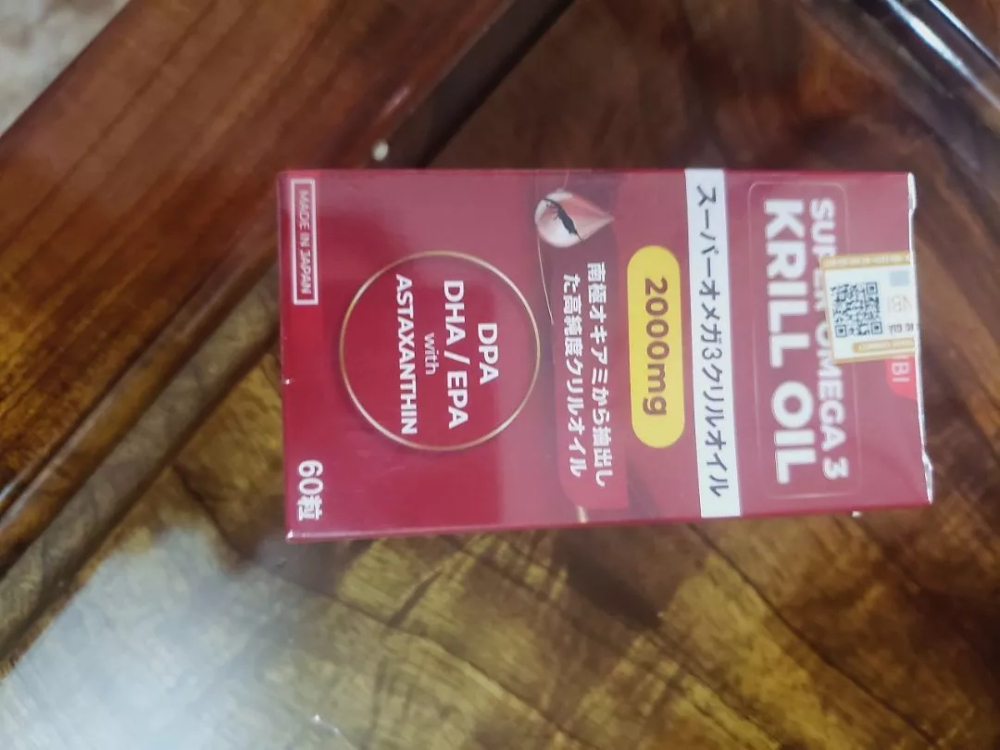 BI
SUPER OMEGA 3
KRILL OIL
スーパーオメガ3クリルオイル
2000mg
南極オキアミから抽出し
た高純度クリルオイル
DPA
DHA / EPA
with
ASTAXANTHIN
MADE IN JAPAN
60粒